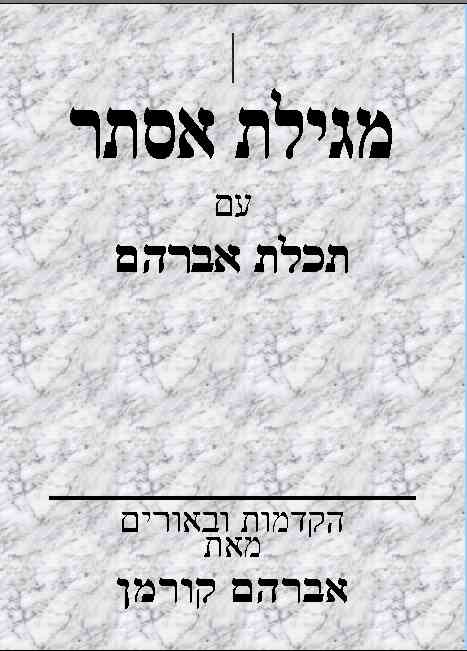 מגילת אסתר
עם
תכלת אברהם
הקדמות ובאורים
מאת
אברהם קורמן